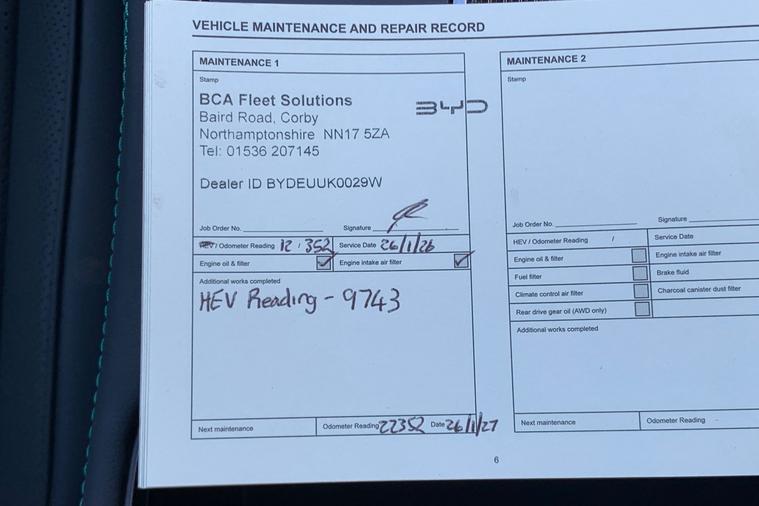 VEHICLE MAINTENANCE AND REPAIR RECORD
MAINTENANCE 1
Stamp
BCA Fleet Solutions
BYD
Baird Road, Corby
Northamptonshire NN17 5ZA
Tel: 01536 207145
Dealer ID BYDEUUK0029W
Job Order No. Signature
HEV / Odometer Reading 12 / 352 Service Date 26/1/26
Engine oil & filter Engine intake air filter
Additional works completed
HEV Reading - 9743
Next maintenance Odometer Reading 22352 Date 26/1/27
MAINTENANCE 2
Stamp
Job Order No. Signature
HEV / Odometer Reading / Service Date
Engine oil & filter Engine intake air filter
Fuel filter Brake fluid
Climate control air filter Charcoal canister dust filter
Rear drive gear oil (AWD only)
Additional works completed
Next maintenance Odometer Reading
6